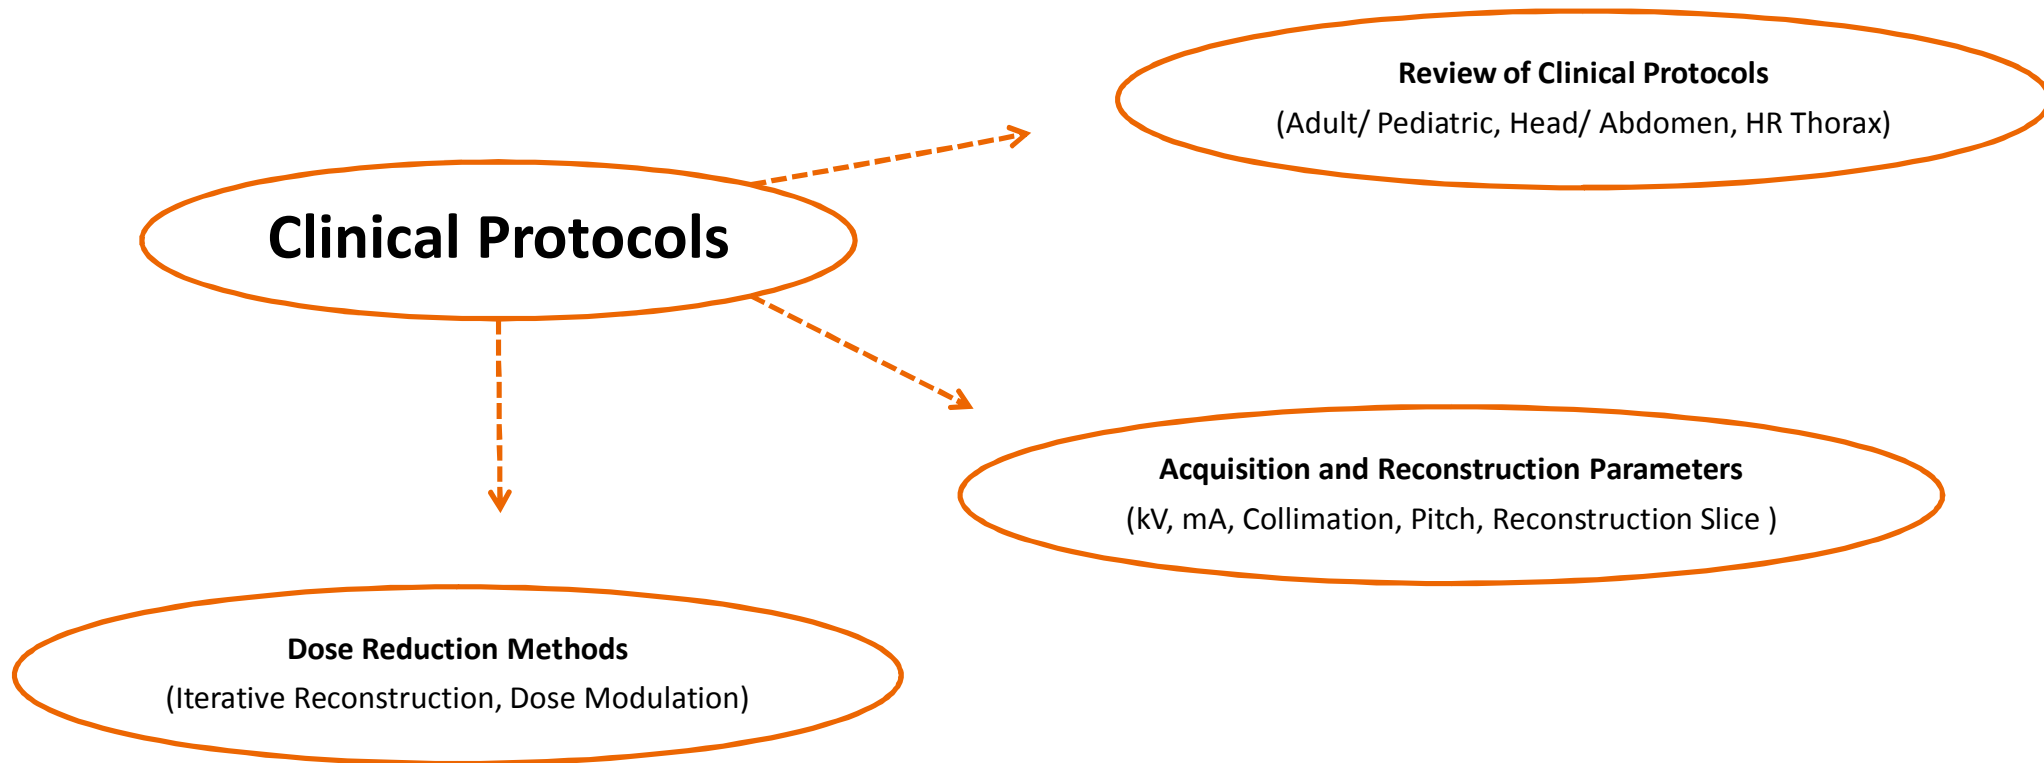 Review of Clinical Protocols
(Adult/ Pediatric, Head/ Abdomen, HR Thorax)
Clinical Protocols
Acquisition and Reconstruction Parameters
(kV, mA, Collimation, Pitch, Reconstruction Slice )
Dose Reduction Methods
(Iterative Reconstruction, Dose Modulation)